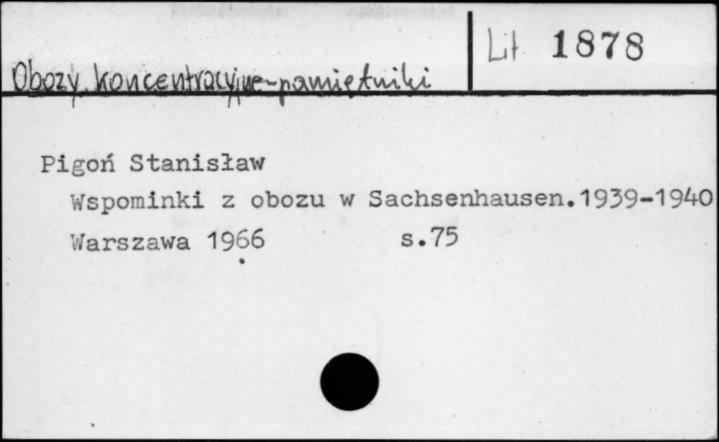 Lit 1878
Obozy koncentracyjne-pamiętniki
Pigoń Stanisław
Wspominki z obozu w Sachsenhausen.1939-1940
Warszawa 1966 s.75